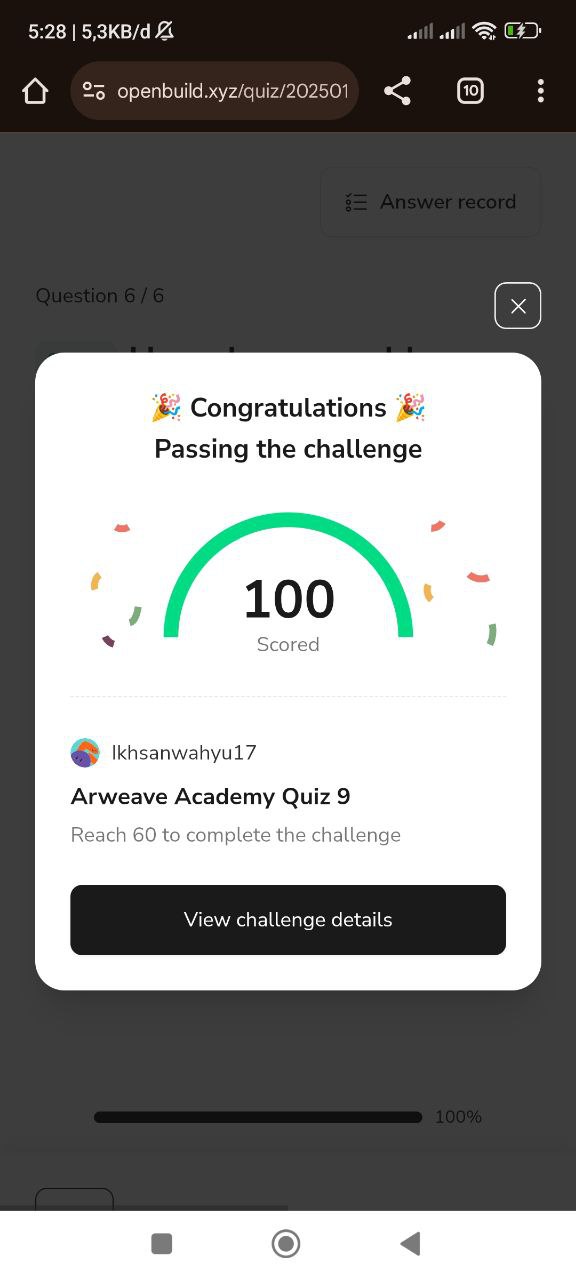 5:28 | 5,3KB/d
openbuild.xyz/quiz/202501
10
Answer record
Question 6 / 6
Congratulations
Passing the challenge
100
Scored
Ikhsanwahyu17
Arweave Academy Quiz 9
Reach 60 to complete the challenge
View challenge details
100%